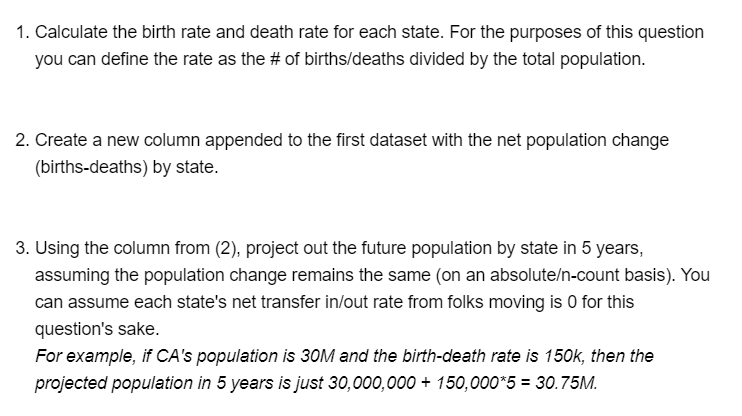 1. Calculate the birth rate and death rate for each state. For the purposes of this question
you can define the rate as the # of births/deaths divided by the total population.
2. Create a new column appended to the first dataset with the net population change
(births-deaths) by state.
3. Using the column from (2), project out the future population by state in 5 years,
assuming the population change remains the same (on an absolute/n-count basis). You
can assume each state's net transfer in/out rate from folks moving is 0 for this
question's sake.
For example, if CA's population is 30M and the birth-death rate is 150k, then the
projected population in 5 years is just 30,000,000 + 150,000*5 = 30.75M.